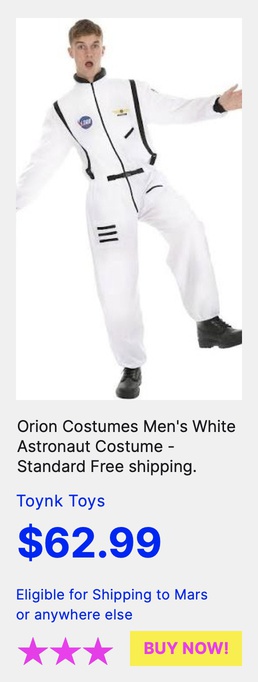 Orion Costumes Men's White
Astronaut Costume -
Standard Free shipping.
Toynk Toys
$62.99
Eligible for Shipping to Mars
or anywhere else
BUY NOW!